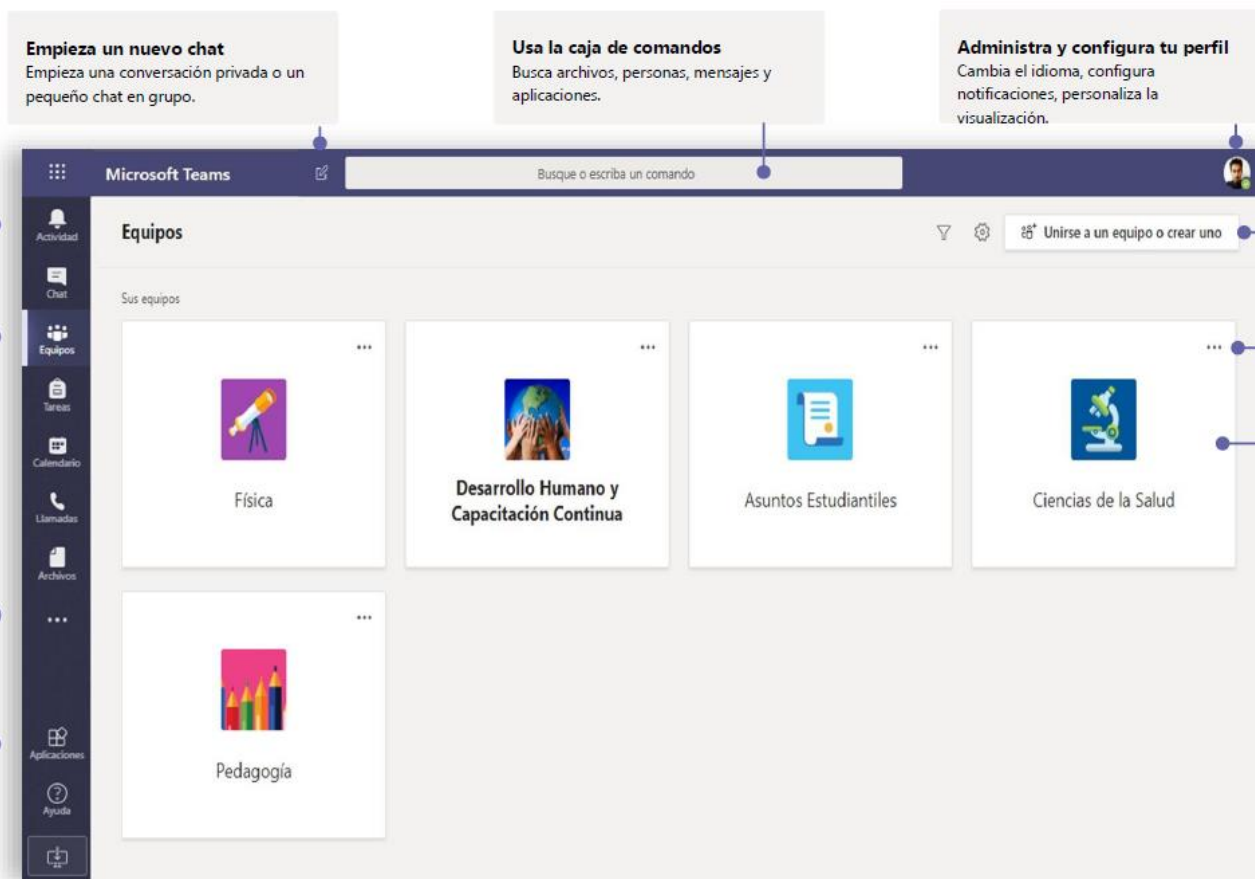 Empieza un nuevo chat
Empieza una conversación privada o un
pequeño chat en grupo.
Usa la caja de comandos
Busca archivos, personas, mensajes y
aplicaciones.
Administra y configura tu perfil
Cambia el idioma, configura
notificaciones, personaliza la
visualización.
Microsoft Teams
Busque o escriba un comando
Actividad
Chat
Equipos
Tareas
Calendario
Llamadas
Archivos
Aplicaciones
Ayuda
Equipos
Unirse a un equipo o crear uno
Sus equipos
Física
Desarrollo Humano y
Capacitación Continua
Asuntos Estudiantiles
Ciencias de la Salud
Pedagogía